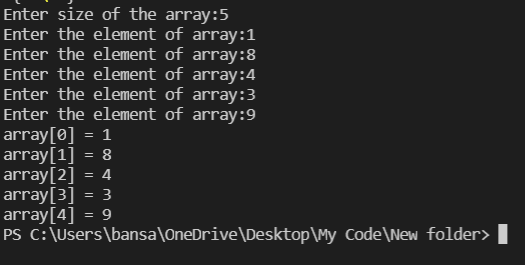 Enter size of the array:5
Enter the element of array:1
Enter the element of array:8
Enter the element of array:4
Enter the element of array:3
Enter the element of array:9
array[0] = 1
array[1] = 8
array[2] = 4
array[3] = 3
array[4] = 9
PS C:\Users\bansa\OneDrive\Desktop\My Code\New folder>